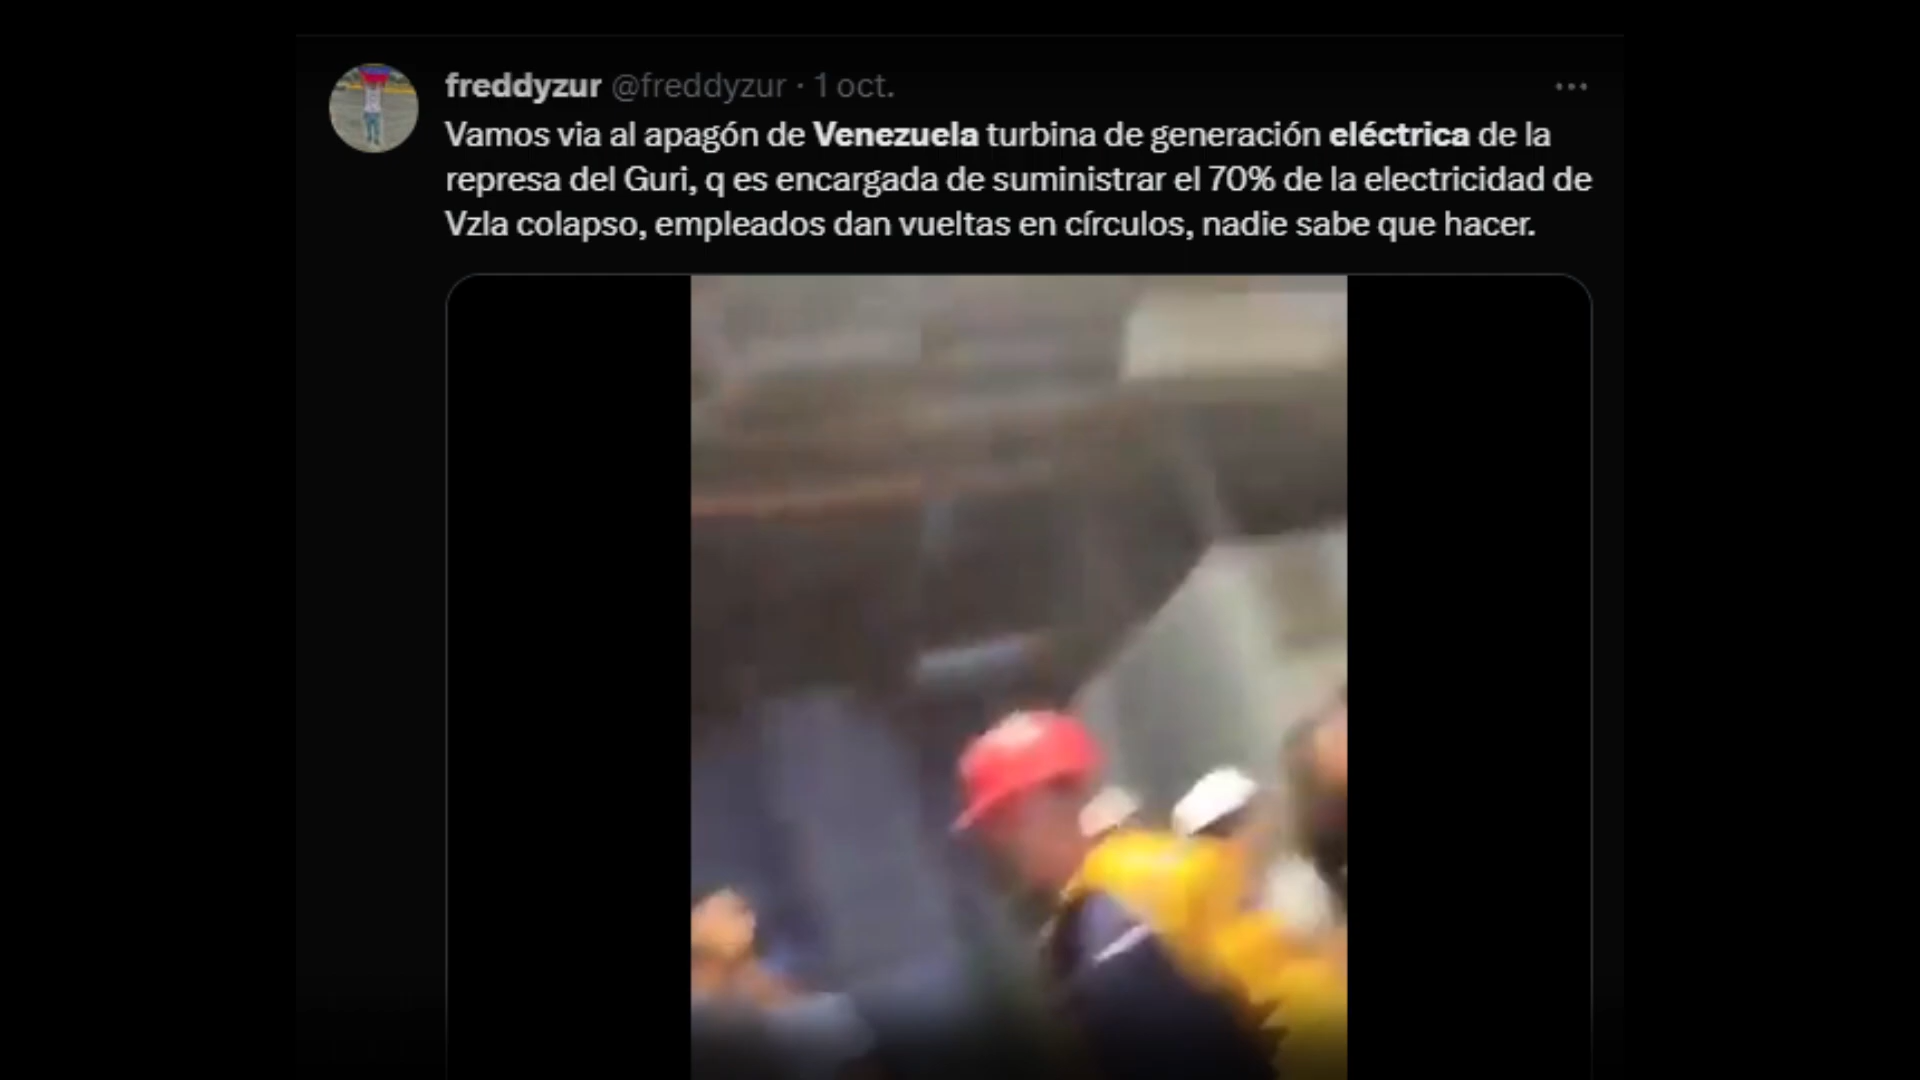 freddyzur @freddyzur · 1 oct.
Vamos via al apagón de Venezuela turbina de generación eléctrica de la
represa del Guri, q es encargada de suministrar el 70% de la electricidad de
Vzla colapso, empleados dan vueltas en círculos, nadie sabe que hacer.